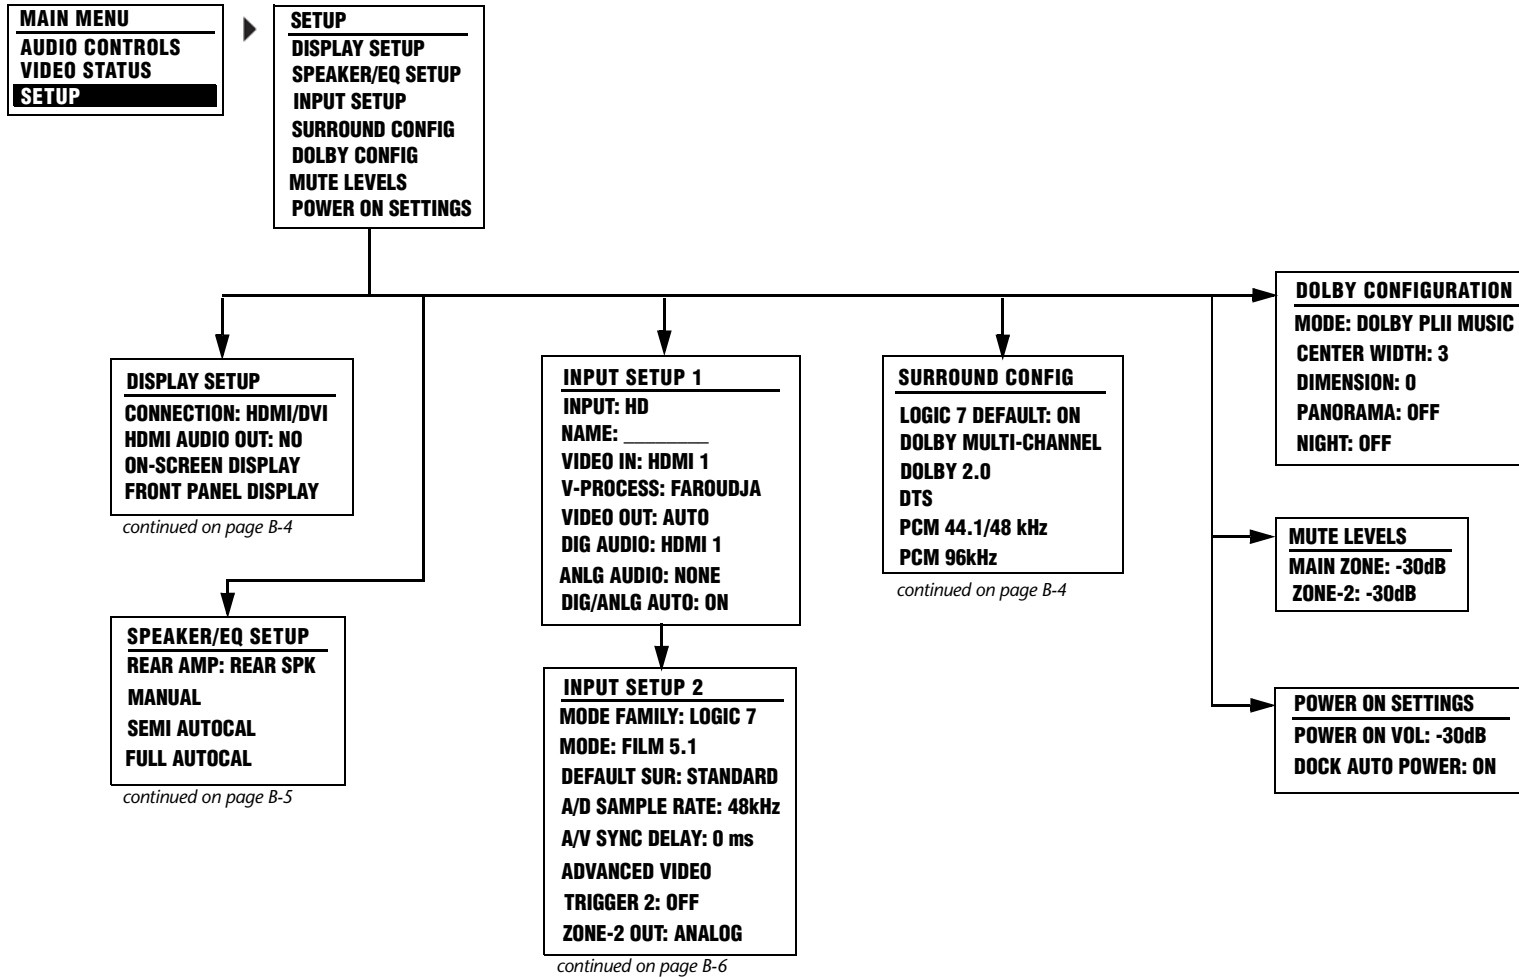 MAIN MENU
AUDIO CONTROLS
VIDEO STATUS
SETUP
SETUP
DISPLAY SETUP
SPEAKER/EQ SETUP
INPUT SETUP
SURROUND CONFIG
DOLBY CONFIG
MUTE LEVELS
POWER ON SETTINGS
DISPLAY SETUP
CONNECTION: HDMI/DVI
HDMI AUDIO OUT: NO
ON-SCREEN DISPLAY
FRONT PANEL DISPLAY
continued on page B-4
SPEAKER/EQ SETUP
REAR AMP: REAR SPK
MANUAL
SEMI AUTOCAL
FULL AUTOCAL
continued on page B-5
INPUT SETUP 1
INPUT: HD
NAME: ________
VIDEO IN: HDMI 1
V-PROCESS: FAROUDJA
VIDEO OUT: AUTO
DIG AUDIO: HDMI 1
ANLG AUDIO: NONE
DIG/ANLG AUTO: ON
INPUT SETUP 2
MODE FAMILY: LOGIC 7
MODE: FILM 5.1
DEFAULT SUR: STANDARD
A/D SAMPLE RATE: 48kHz
A/V SYNC DELAY: 0 ms
ADVANCED VIDEO
TRIGGER 2: OFF
ZONE-2 OUT: ANALOG
continued on page B-6
SURROUND CONFIG
LOGIC 7 DEFAULT: ON
DOLBY MULTI-CHANNEL
DOLBY 2.0
DTS
PCM 44.1/48 kHz
PCM 96kHz
continued on page B-4
DOLBY CONFIGURATION
MODE: DOLBY PLII MUSIC
CENTER WIDTH: 3
DIMENSION: 0
PANORAMA: OFF
NIGHT: OFF
MUTE LEVELS
MAIN ZONE: -30dB
ZONE-2: -30dB
POWER ON SETTINGS
POWER ON VOL: -30dB
DOCK AUTO POWER: ON